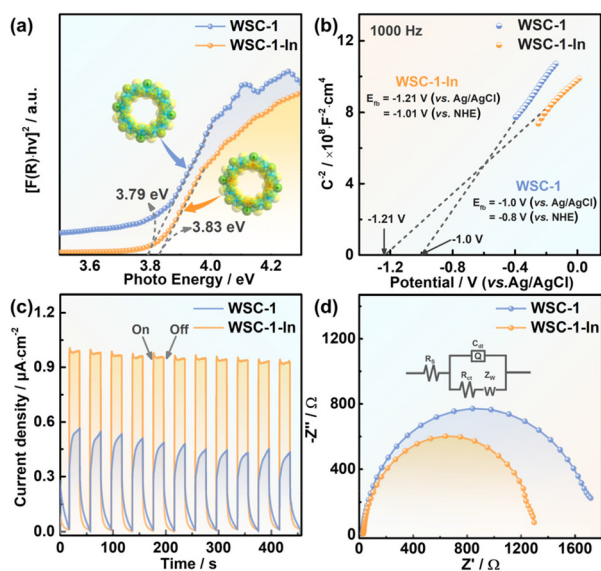 (a)
WSC-1
WSC-1-In
[F(R)·hν]² / a.u.
3.79 eV
3.83 eV
3.6 3.8 4.0 4.2
Photo Energy / eV
(b)
1000 Hz
WSC-1
WSC-1-In
WSC-1-In
E_fb = -1.21 V (vs. Ag/AgCl)
= -1.01 V (vs. NHE)
WSC-1
E_fb = -1.0 V (vs. Ag/AgCl)
= -0.8 V (vs. NHE)
-1.21 V
-1.0 V
C⁻² / ×10⁸·F⁻²·cm⁴
12
9
6
3
0
-1.2 -0.8 -0.4 0.0
Potential / V (vs.Ag/AgCl)
(c)
WSC-1
WSC-1-In
On Off
Current density / µA·cm⁻²
1.2
0.9
0.6
0.3
0.0
0 100 200 300 400
Time / s
(d)
WSC-1
WSC-1-In
C_dl
Q
R_S
R_ct
Z_W
W
-Z'' / Ω
1200
800
400
0
0 400 800 1200 1600
Z' / Ω